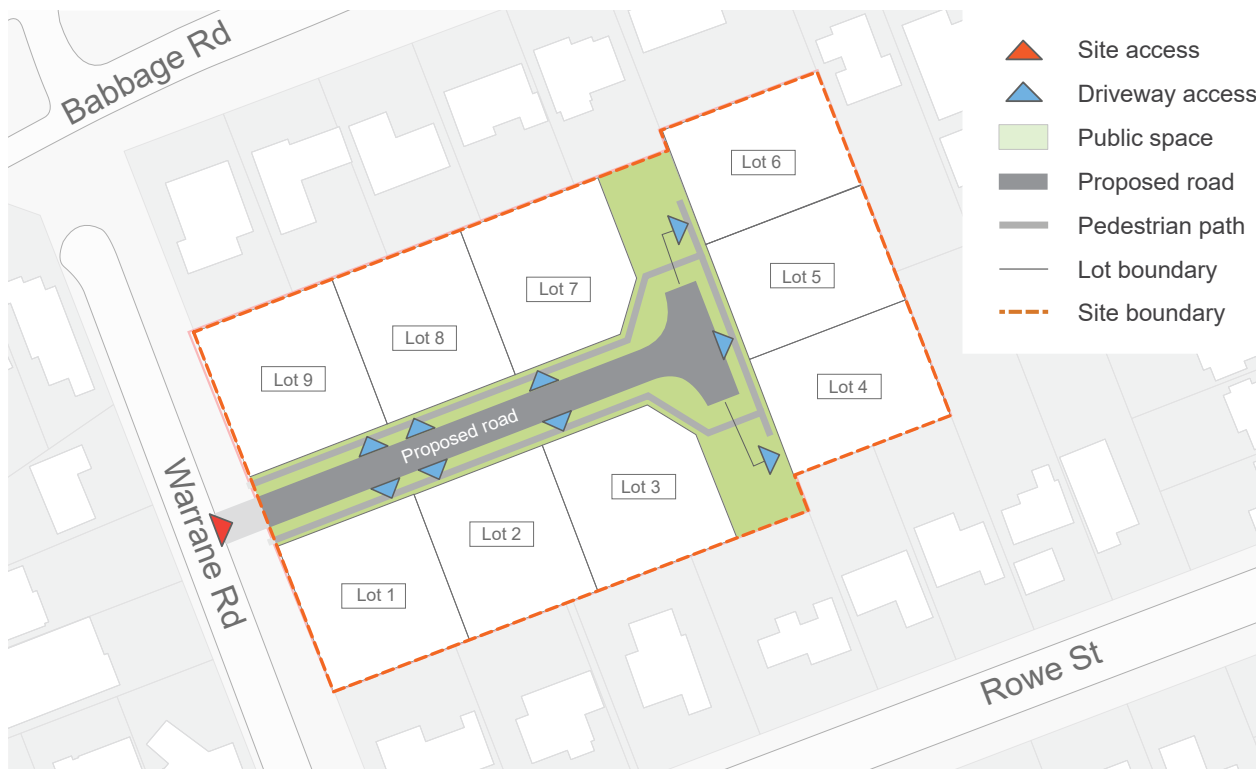 Babbage Rd
Site access
Driveway access
Public space
Proposed road
Pedestrian path
Lot boundary
Site boundary
Lot 6
Lot 5
Lot 7
Lot 8
Lot 9
Lot 4
Proposed road
Lot 3
Lot 2
Lot 1
Warrane Rd
Rowe St